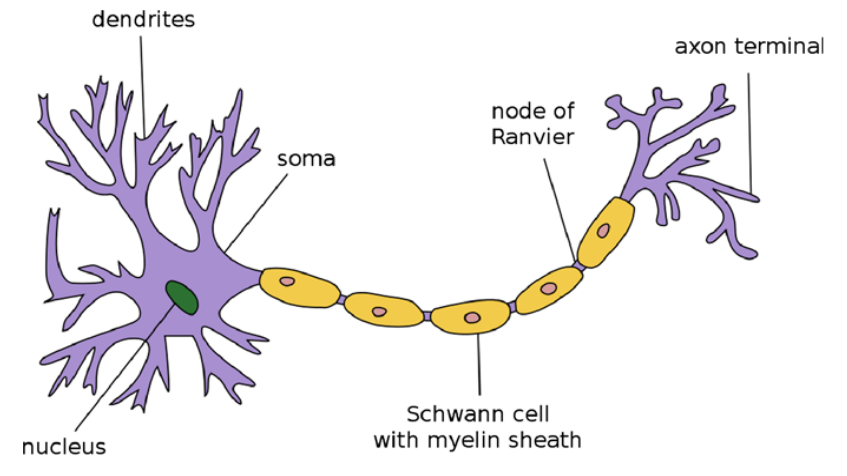 dendrites
axon terminal
node of
Ranvier
soma
Schwann cell
with myelin sheath
nucleus